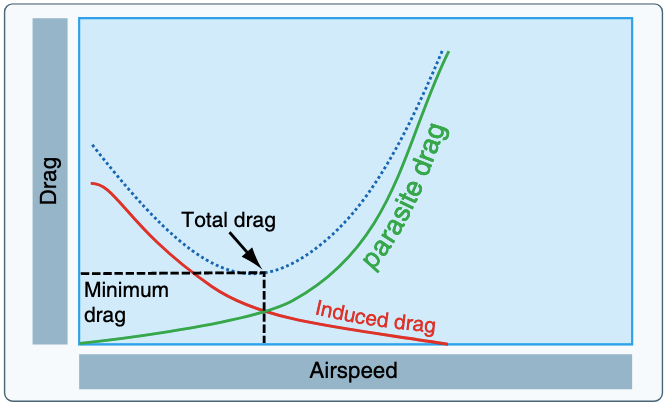 Drag
Total drag
Minimum
drag
parasite drag
Induced drag
Airspeed